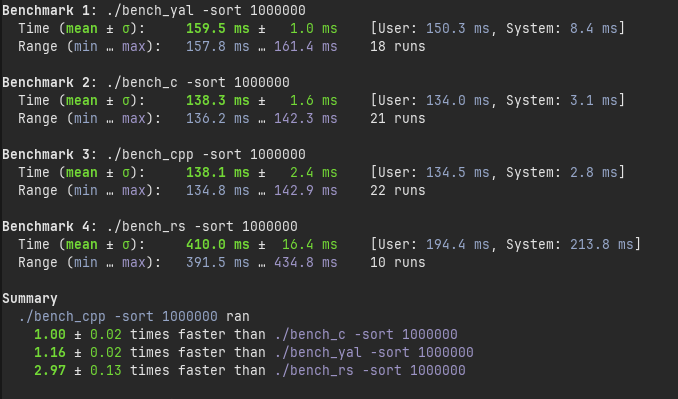 Benchmark 1: ./bench_yal -sort 1000000
Time (mean ± σ): 159.5 ms ± 1.0 ms [User: 150.3 ms, System: 8.4 ms]
Range (min … max): 157.8 ms … 161.4 ms 18 runs
Benchmark 2: ./bench_c -sort 1000000
Time (mean ± σ): 138.3 ms ± 1.6 ms [User: 134.0 ms, System: 3.1 ms]
Range (min … max): 136.2 ms … 142.3 ms 21 runs
Benchmark 3: ./bench_cpp -sort 1000000
Time (mean ± σ): 138.1 ms ± 2.4 ms [User: 134.5 ms, System: 2.8 ms]
Range (min … max): 134.8 ms … 142.9 ms 22 runs
Benchmark 4: ./bench_rs -sort 1000000
Time (mean ± σ): 410.0 ms ± 16.4 ms [User: 194.4 ms, System: 213.8 ms]
Range (min … max): 391.5 ms … 434.8 ms 10 runs
Summary
./bench_cpp -sort 1000000 ran
1.00 ± 0.02 times faster than ./bench_c -sort 1000000
1.16 ± 0.02 times faster than ./bench_yal -sort 1000000
2.97 ± 0.13 times faster than ./bench_rs -sort 1000000